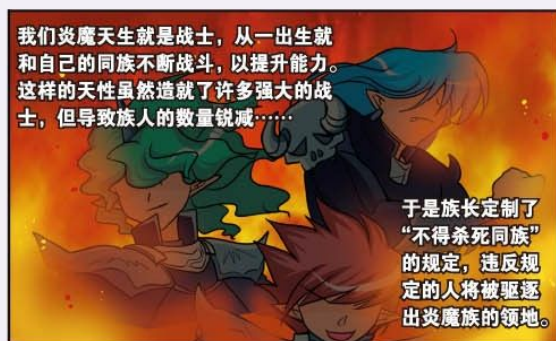 我们炎魔天生就是战士，从一出生就
和自己的同族不断战斗，以提升能力。
这样的天性虽然造就了许多强大的战
士，但导致族人的数量锐减……
于是族长定制了
“不得杀死同族”
的规定，违反规
定的人将被驱逐
出炎魔族的领地。